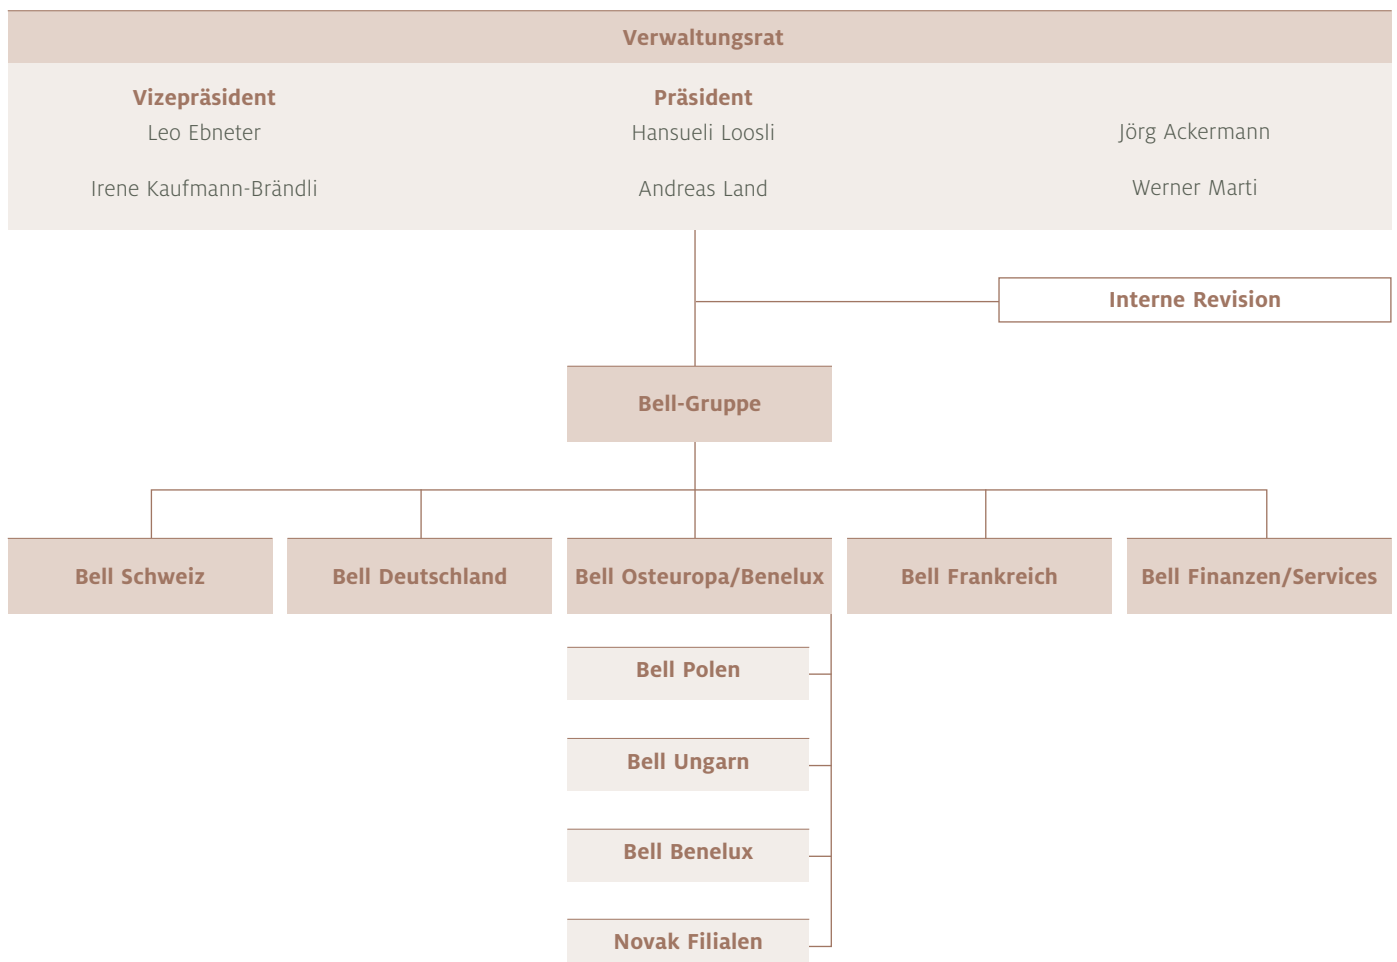 Verwaltungsrat
Vizepräsident
Leo Ebneter
Irene Kaufmann-Brändli
Präsident
Hansueli Loosli
Andreas Land
Jörg Ackermann
Werner Marti
Interne Revision
Bell-Gruppe
Bell Schweiz
Bell Deutschland
Bell Osteuropa/Benelux
Bell Frankreich
Bell Finanzen/Services
Bell Polen
Bell Ungarn
Bell Benelux
Novak Filialen